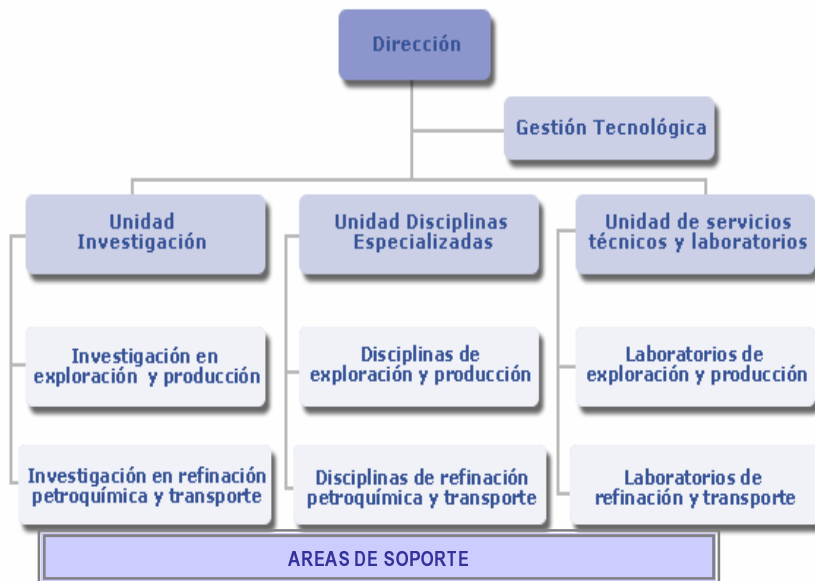 Dirección
Gestión Tecnológica
Unidad
Investigación
Unidad Disciplinas
Especializadas
Unidad de servicios
técnicos y laboratorios
Investigación en
exploración y producción
Disciplinas de
exploración y producción
Laboratorios de
exploración y producción
Investigación en refinación
petroquímica y transporte
Disciplinas de refinación
petroquímica y transporte
Laboratorios de
refinación y transporte
AREAS DE SOPORTE